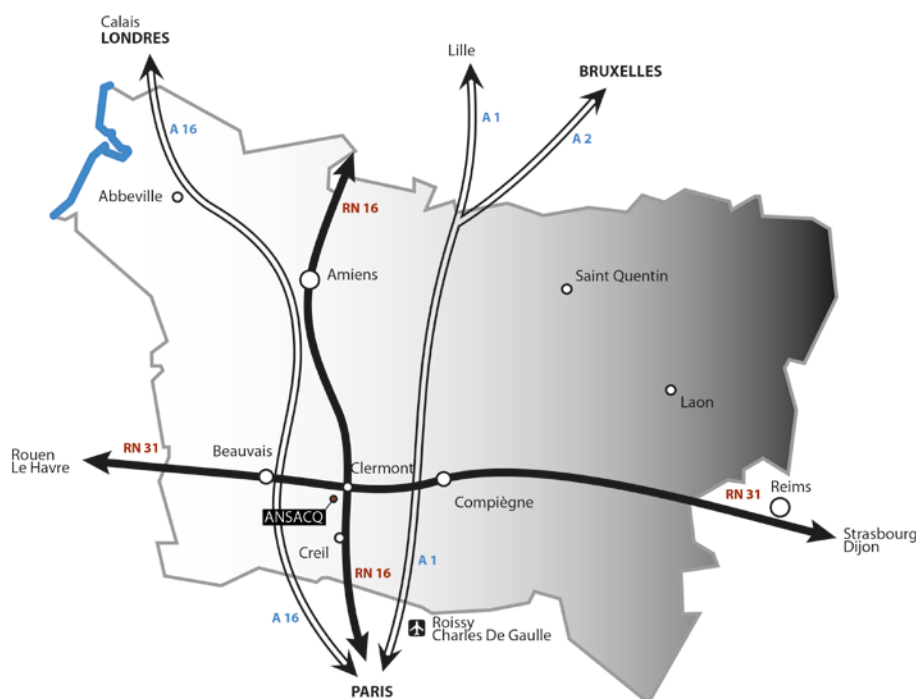 Calais
LONDRES
Lille
BRUXELLES
A 16
A 1
A 2
Abbeville
RN 16
Amiens
Saint Quentin
Laon
Rouen
Le Havre
RN 31
Beauvais
Clermont
Compiègne
RN 31
Reims
ANSACQ
Strasbourg
Dijon
Creil
RN 16
A 1
A 16
Roissy
Charles De Gaulle
PARIS